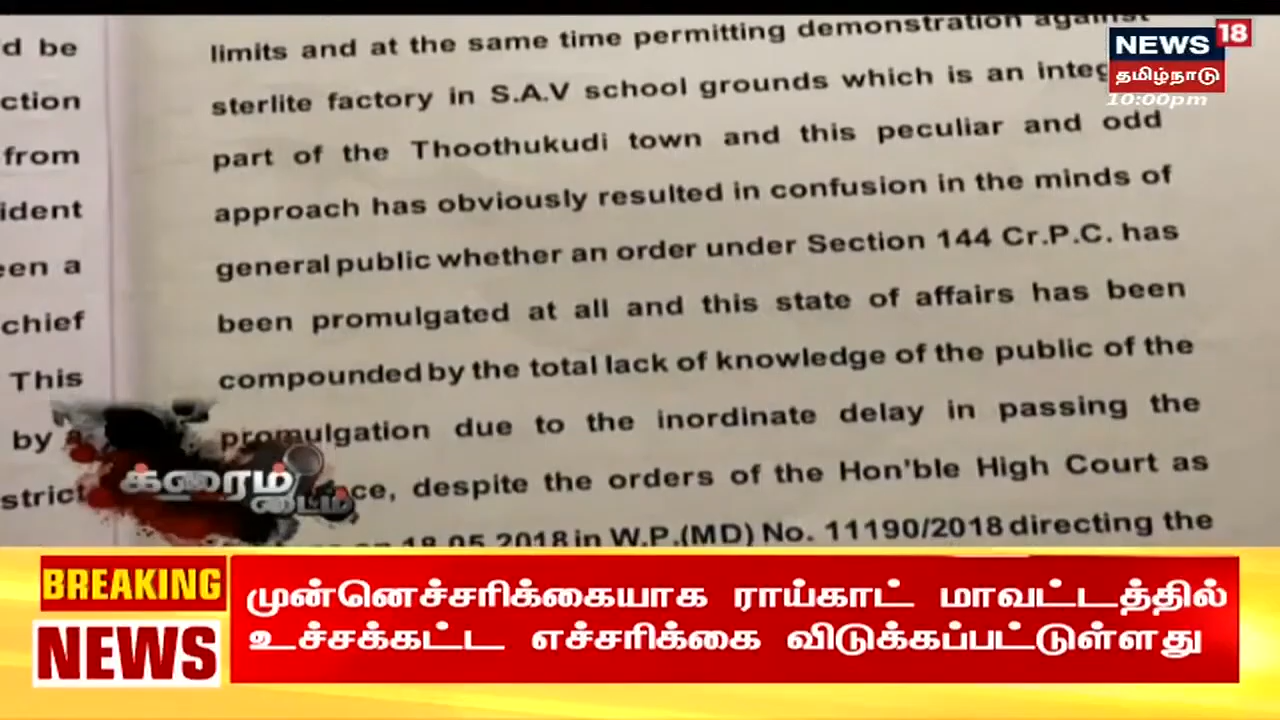 d be
ction
from
ident
een a
chief
This
by a
strict
limits and at the same time permitting demonstration against
sterlite factory in S.A.V school grounds which is an
part of the Thoothukudi town and this peculiar and odd
approach has obviously resulted in confusion in the minds of
general public whether an order under Section 144 Cr.P.C. has
been promulgated at all and this state of affairs has been
compounded by the total lack of knowledge of the public of the
promulgation due to the inordinate delay in passing the
despite the orders of the Hon'ble High Court as
18.05.2018 in W.P.(MD) No. 11190/2018 directing the
NEWS 18
தமிழ்நாடு
10:00pm
க்ரைம்
டைம்
BREAKING
NEWS
முன்னெச்சரிக்கையாக ராய்காட் மாவட்டத்தில்
உச்சக்கட்ட எச்சரிக்கை விடுக்கப்பட்டுள்ளது